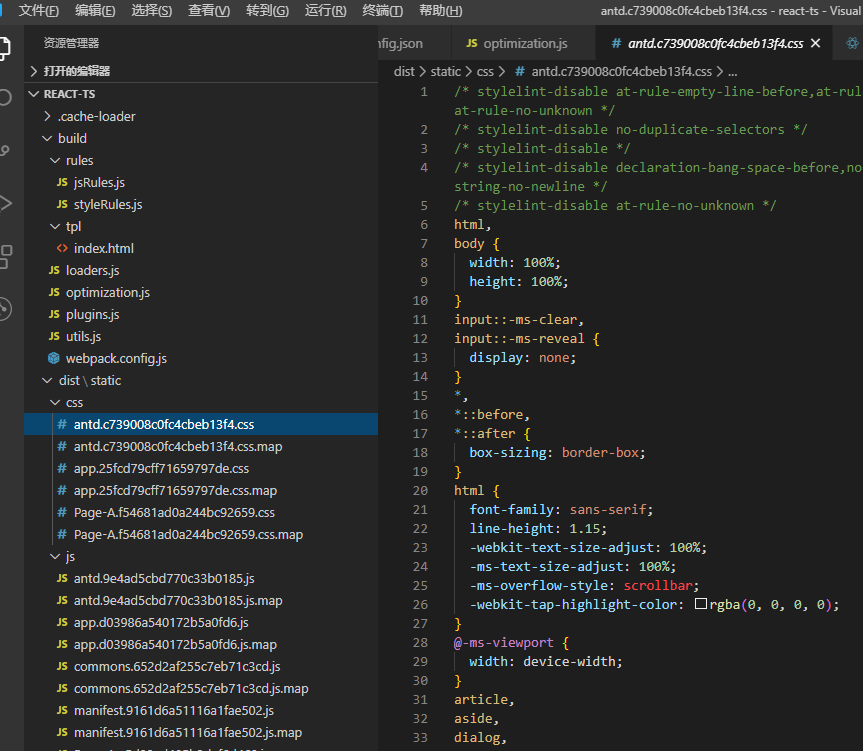 文件(F) 编辑(E) 选择(S) 查看(V) 转到(G) 运行(R) 终端(T) 帮助(H) antd.c739008c0fc4cbeb13f4.css - react-ts - Visual
资源管理器
打开的编辑器
REACT-TS
.cache-loader
build
rules
jsRules.js
styleRules.js
tpl
index.html
loaders.js
optimization.js
plugins.js
utils.js
webpack.config.js
dist \ static
css
antd.c739008c0fc4cbeb13f4.css
antd.c739008c0fc4cbeb13f4.css.map
app.25fcd79cff71659797de.css
app.25fcd79cff71659797de.css.map
Page-A.f54681ad0a244bc92659.css
Page-A.f54681ad0a244bc92659.css.map
js
JS antd.9e4ad5cbd770c33b0185.js
JS antd.9e4ad5cbd770c33b0185.js.map
JS app.d03986a540172b5a0fd6.js
JS app.d03986a540172b5a0fd6.js.map
JS commons.652d2af255c7eb71c3cd.js
JS commons.652d2af255c7eb71c3cd.js.map
JS manifest.9161d6a51116a1fae502.js
JS manifest.9161d6a51116a1fae502.js.map
nfig.json JS optimization.js # antd.c739008c0fc4cbeb13f4.css
dist > static > css > # antd.c739008c0fc4cbeb13f4.css > ...
1 /* stylelint-disable at-rule-empty-line-before,at-rul
at-rule-no-unknown */
2 /* stylelint-disable no-duplicate-selectors */
3 /* stylelint-disable */
4 /* stylelint-disable declaration-bang-space-before,no
string-no-newline */
5 /* stylelint-disable at-rule-no-unknown */
6 html,
7 body {
8 width: 100%;
9 height: 100%;
10 }
11 input::-ms-clear,
12 input::-ms-reveal {
13 display: none;
14 }
15 *,
16 *::before,
17 *::after {
18 box-sizing: border-box;
19 }
20 html {
21 font-family: sans-serif;
22 line-height: 1.15;
23 -webkit-text-size-adjust: 100%;
24 -ms-text-size-adjust: 100%;
25 -ms-overflow-style: scrollbar;
26 -webkit-tap-highlight-color: rgba(0, 0, 0, 0);
27 }
28 @-ms-viewport {
29 width: device-width;
30 }
31 article,
32 aside,
33 dialog,